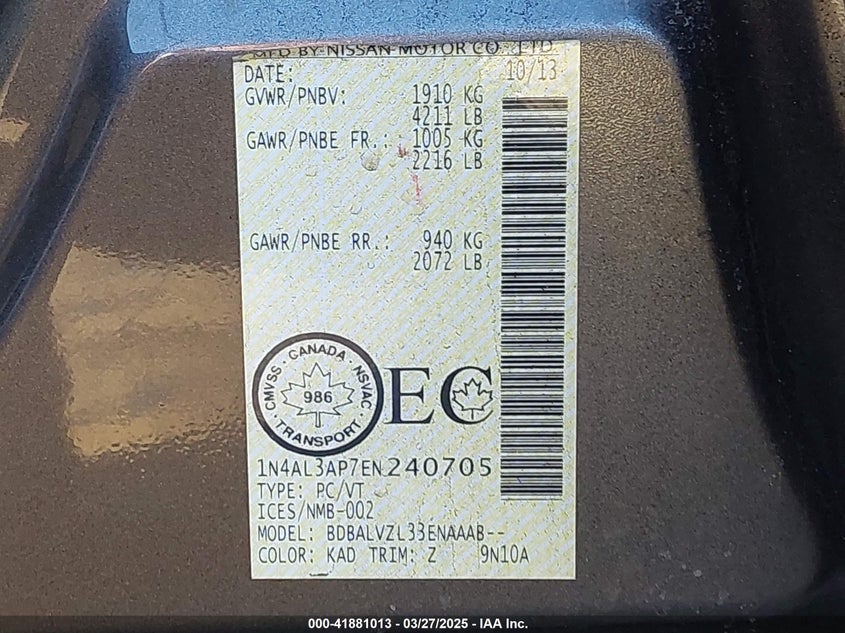 MFD BY NISSAN MOTOR CO., LTD.
DATE: 10/13
GVWR/PNBV: 1910 KG
4211 LB
GAWR/PNBE FR.: 1005 KG
2216 LB
GAWR/PNBE RR.: 940 KG
2072 LB
CANADA · NSVAC · TRANSPORT · CMVSS ·
986
EC
1N4AL3AP7EN240705
TYPE: PC/VT
ICES/NMB-002
MODEL: BDBALVZL33ENAAAB--
COLOR: KAD TRIM: Z 9N10A
000-41881013 — 03/27/2025 — IAA Inc.